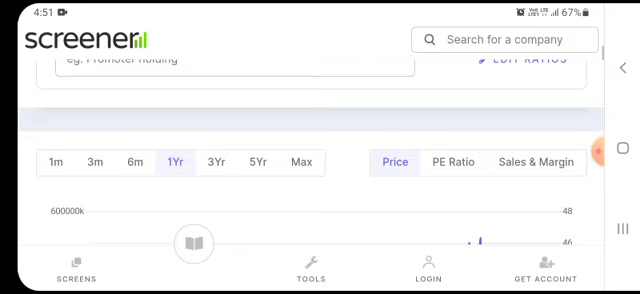 4:51 67%
screener
Search for a company
eg. Promoter holding
EDIT RATIOS
1m 3m 6m 1Yr 3Yr 5Yr Max Price PE Ratio Sales & Margin
600000k 48
46
SCREENS TOOLS LOGIN GET ACCOUNT